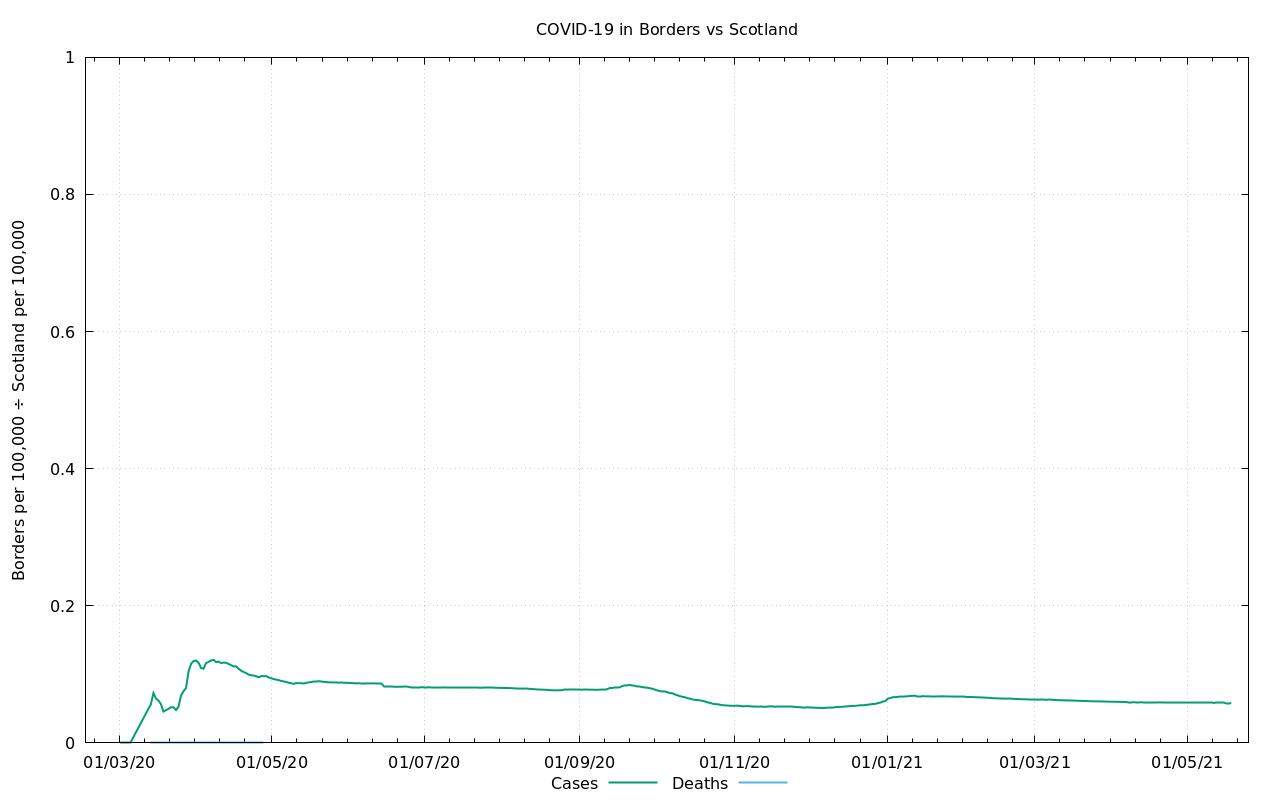 COVID-19 in Borders vs Scotland
Borders per 100,000 ÷ Scotland per 100,000
1
0.8
0.6
0.4
0.2
0
01/03/20 01/05/20 01/07/20 01/09/20 01/11/20 01/01/21 01/03/21 01/05/21
Cases Deaths